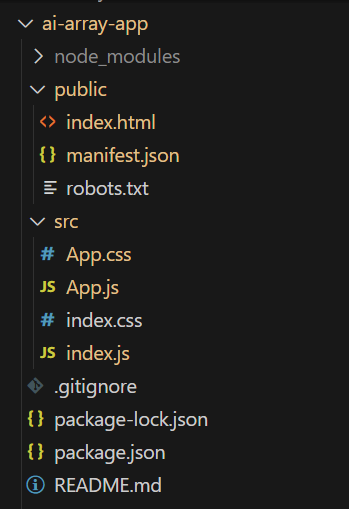 ai-array-app
node_modules
public
index.html
{} manifest.json
robots.txt
src
# App.css
JS App.js
# index.css
JS index.js
.gitignore
{} package-lock.json
{} package.json
README.md